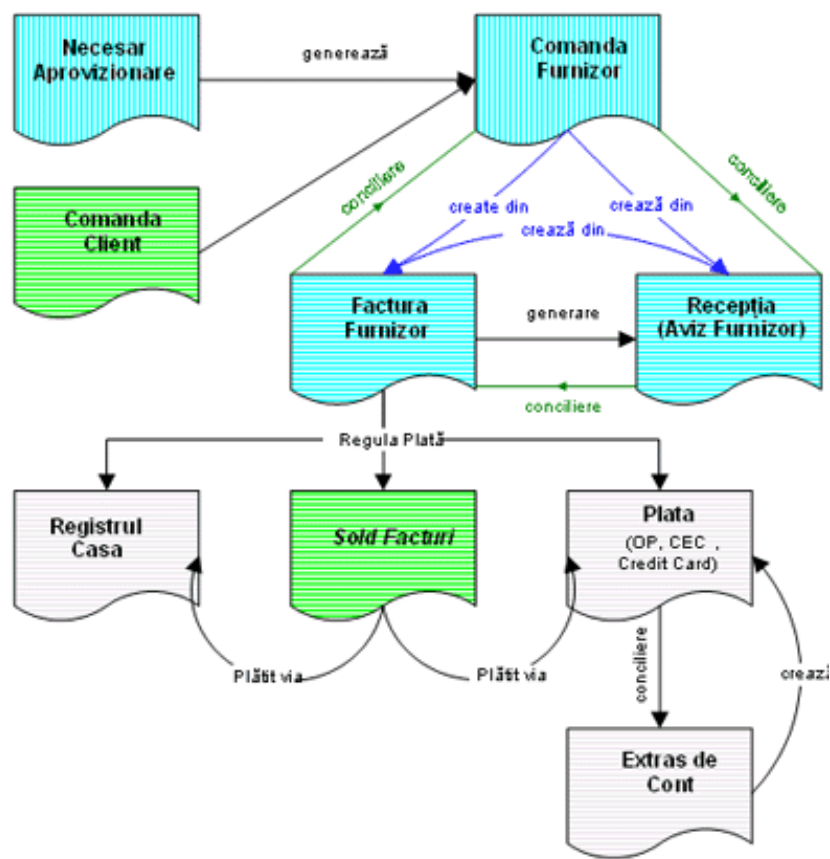 Necesar
Aprovizionare
generează
Comanda
Furnizor
Comanda
Client
conciliere
create din
crează din
crează din
conciliere
Factura
Furnizor
generare
Recepția
(Aviz Furnizor)
conciliere
Regula Plată
Registrul
Casa
Sold Facturi
Plata
(OP, CEC ,
Credit Card)
Plătit via
Plătit via
conciliere
crează
Extras de
Cont